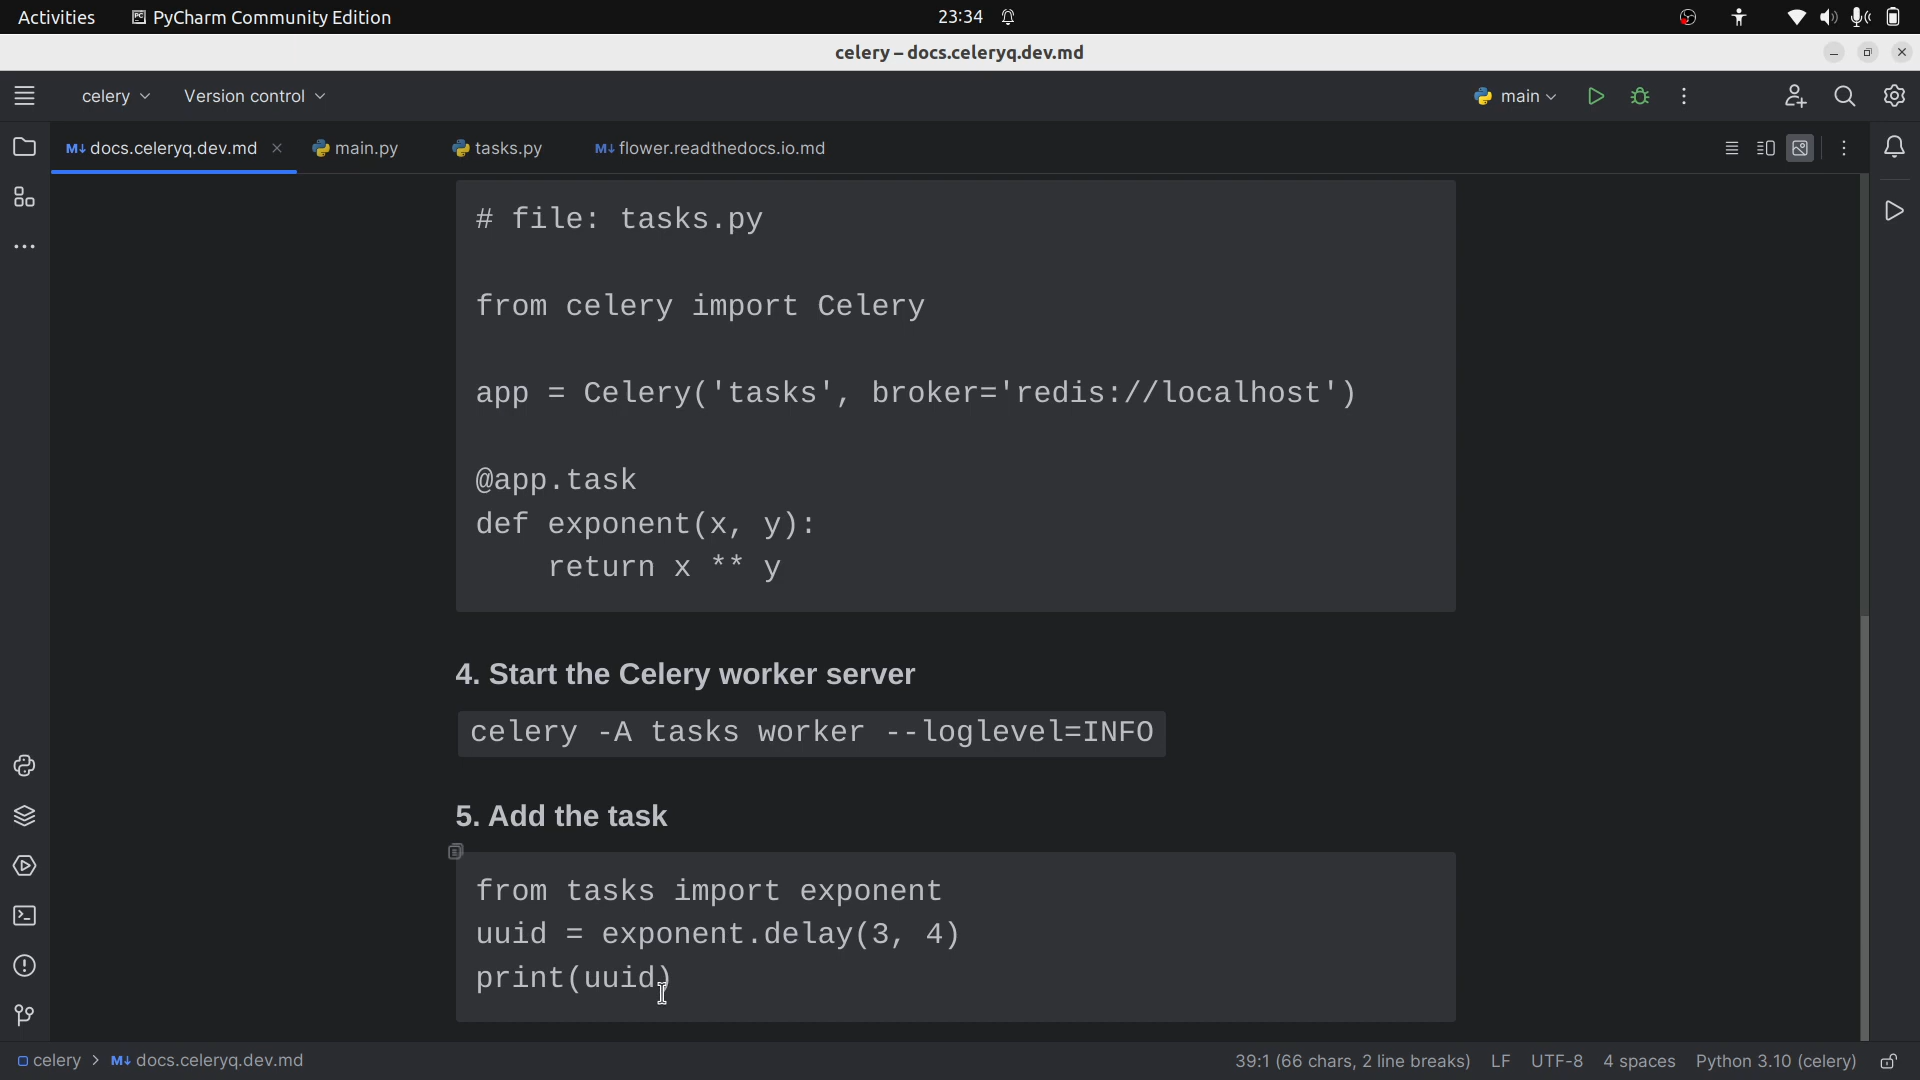 Activities PyCharm Community Edition 23:34
celery – docs.celeryq.dev.md
celery Version control main
docs.celeryq.dev.md main.py tasks.py flower.readthedocs.io.md
# file: tasks.py
from celery import Celery
app = Celery('tasks', broker='redis://localhost')
@app.task
def exponent(x, y):
    return x ** y
4. Start the Celery worker server
celery -A tasks worker --loglevel=INFO
5. Add the task
from tasks import exponent
uuid = exponent.delay(3, 4)
print(uuid)
celery > docs.celeryq.dev.md 39:1 (66 chars, 2 line breaks) LF UTF-8 4 spaces Python 3.10 (celery)